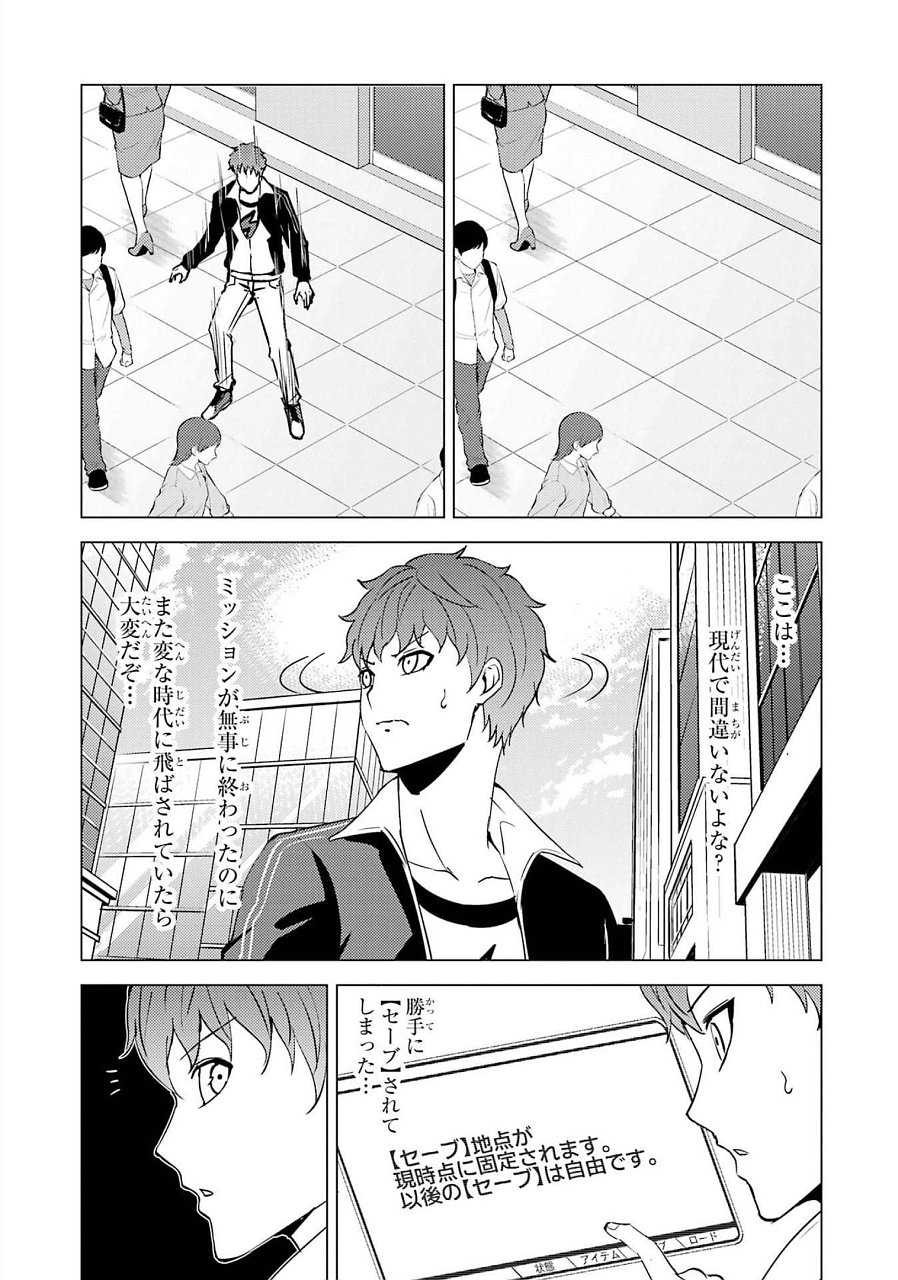 ここは…
現代で間違いないよな?
ミッションが無事に終わったのに
また変な時代に飛ばされていたら
大変だぞ…
勝手に
【セーブ】されて
しまった…
【セーブ】地点が
現時点に固定されます。
以後の【セーブ】は自由です。
状態
アイテム
ブ
ロード